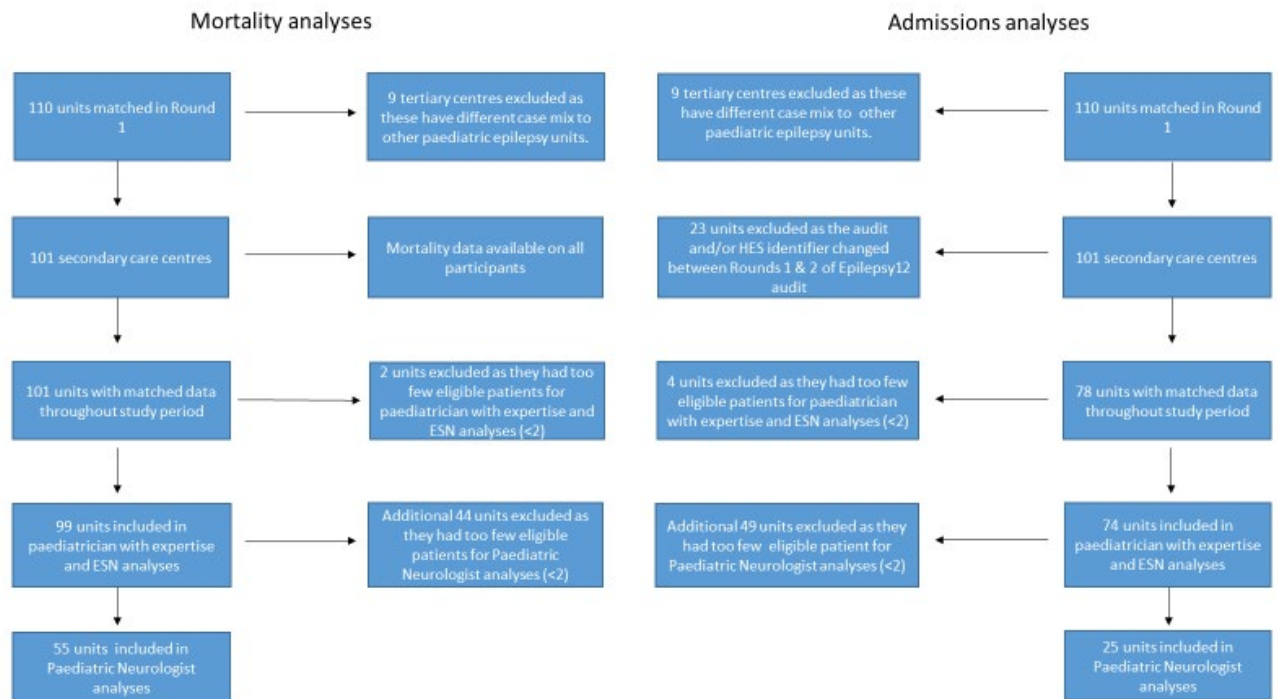 Mortality analyses
110 units matched in Round
1
9 tertiary centres excluded as
these have different case mix to
other paediatric epilepsy units.
101 secondary care centres
Mortality data available on all
participants
101 units with matched data
throughout study period
2 units excluded as they had too
few eligible patients for
paediatrician with expertise and
ESN analyses (<2)
99 units included in
paediatrician with expertise
and ESN analyses
Additional 44 units excluded as
they had too few eligible
patients for Paediatric
Neurologist analyses (<2)
55 units included in
Paediatric Neurologist
analyses
Admissions analyses
9 tertiary centres excluded as these
have different case mix to other
paediatric epilepsy units.
110 units matched in Round
1
23 units excluded as the audit
and/or HES identifier changed
between Rounds 1 & 2 of Epilepsy12
audit
101 secondary care centres
4 units excluded as they had too few
eligible patients for paediatrician
with expertise and ESN analyses (<2)
78 units with matched data
throughout study period
Additional 49 units excluded as they
had too few eligible patient for
Paediatric Neurologist analyses (<2)
74 units included in
paediatrician with expertise
and ESN analyses
25 units included in
Paediatric Neurologist
analyses